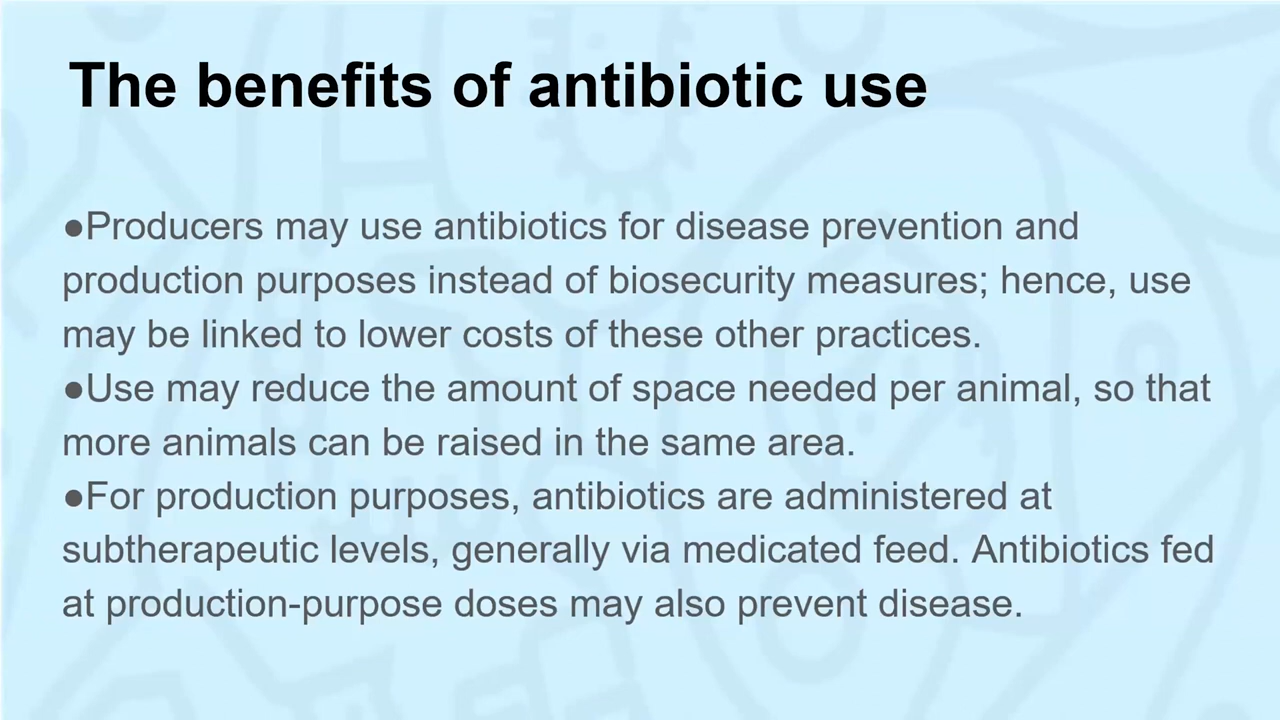 The benefits of antibiotic use
●Producers may use antibiotics for disease prevention and
production purposes instead of biosecurity measures; hence, use
may be linked to lower costs of these other practices.
●Use may reduce the amount of space needed per animal, so that
more animals can be raised in the same area.
●For production purposes, antibiotics are administered at
subtherapeutic levels, generally via medicated feed. Antibiotics fed
at production-purpose doses may also prevent disease.